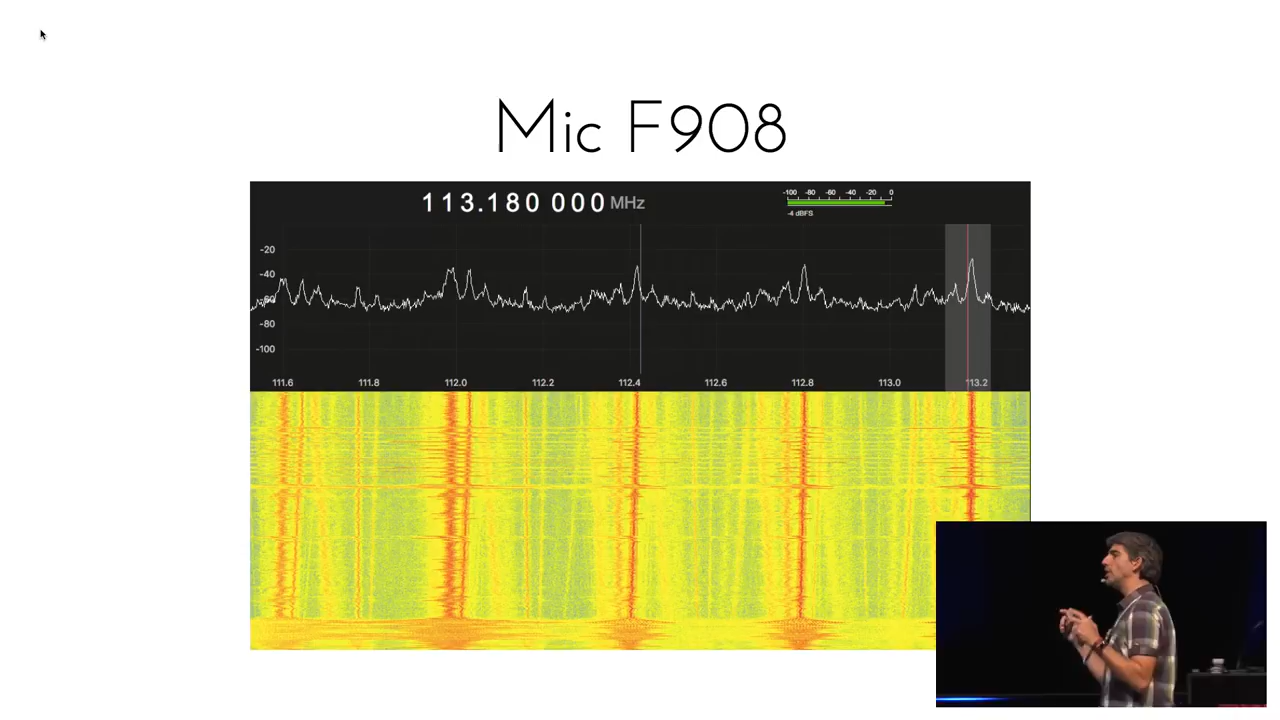 Mic F908
113.180 000 MHz
-100 -80 -60 -40 -20 0
-4 dBFS
-20
-40
-60
-80
-100
111.6 111.8 112.0 112.2 112.4 112.6 112.8 113.0 113.2